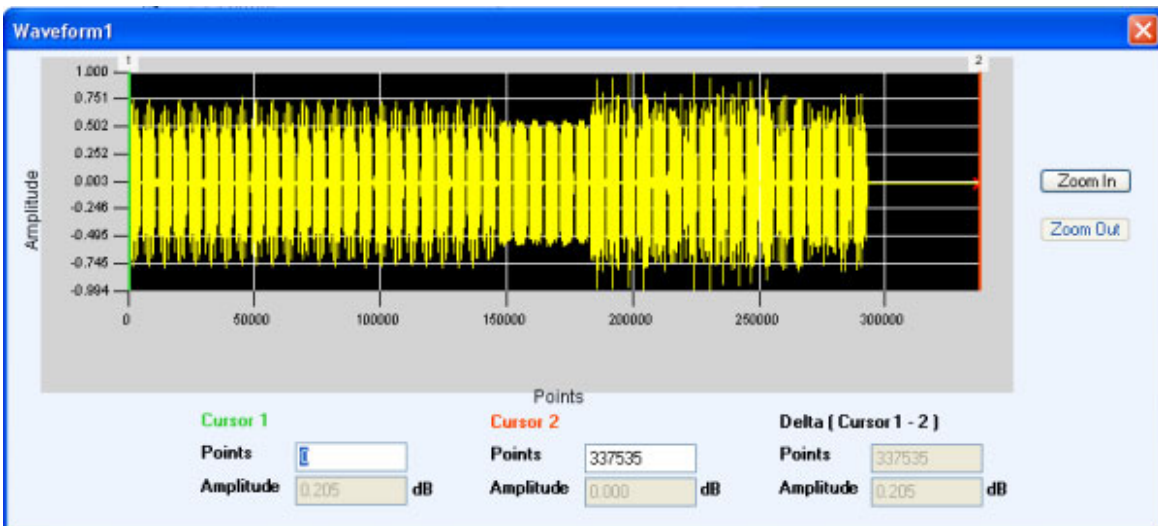 Waveform1
1 2
1.000
0.751
0.502
0.252
0.003
-0.246
-0.495
-0.745
-0.994
Amplitude
0 50000 100000 150000 200000 250000 300000
Points
Zoom In
Zoom Out
Cursor 1 Cursor 2 Delta ( Cursor 1 - 2 )
Points 0 Points 337535 Points 337535
Amplitude 0.205 dB Amplitude 0.000 dB Amplitude 0.205 dB